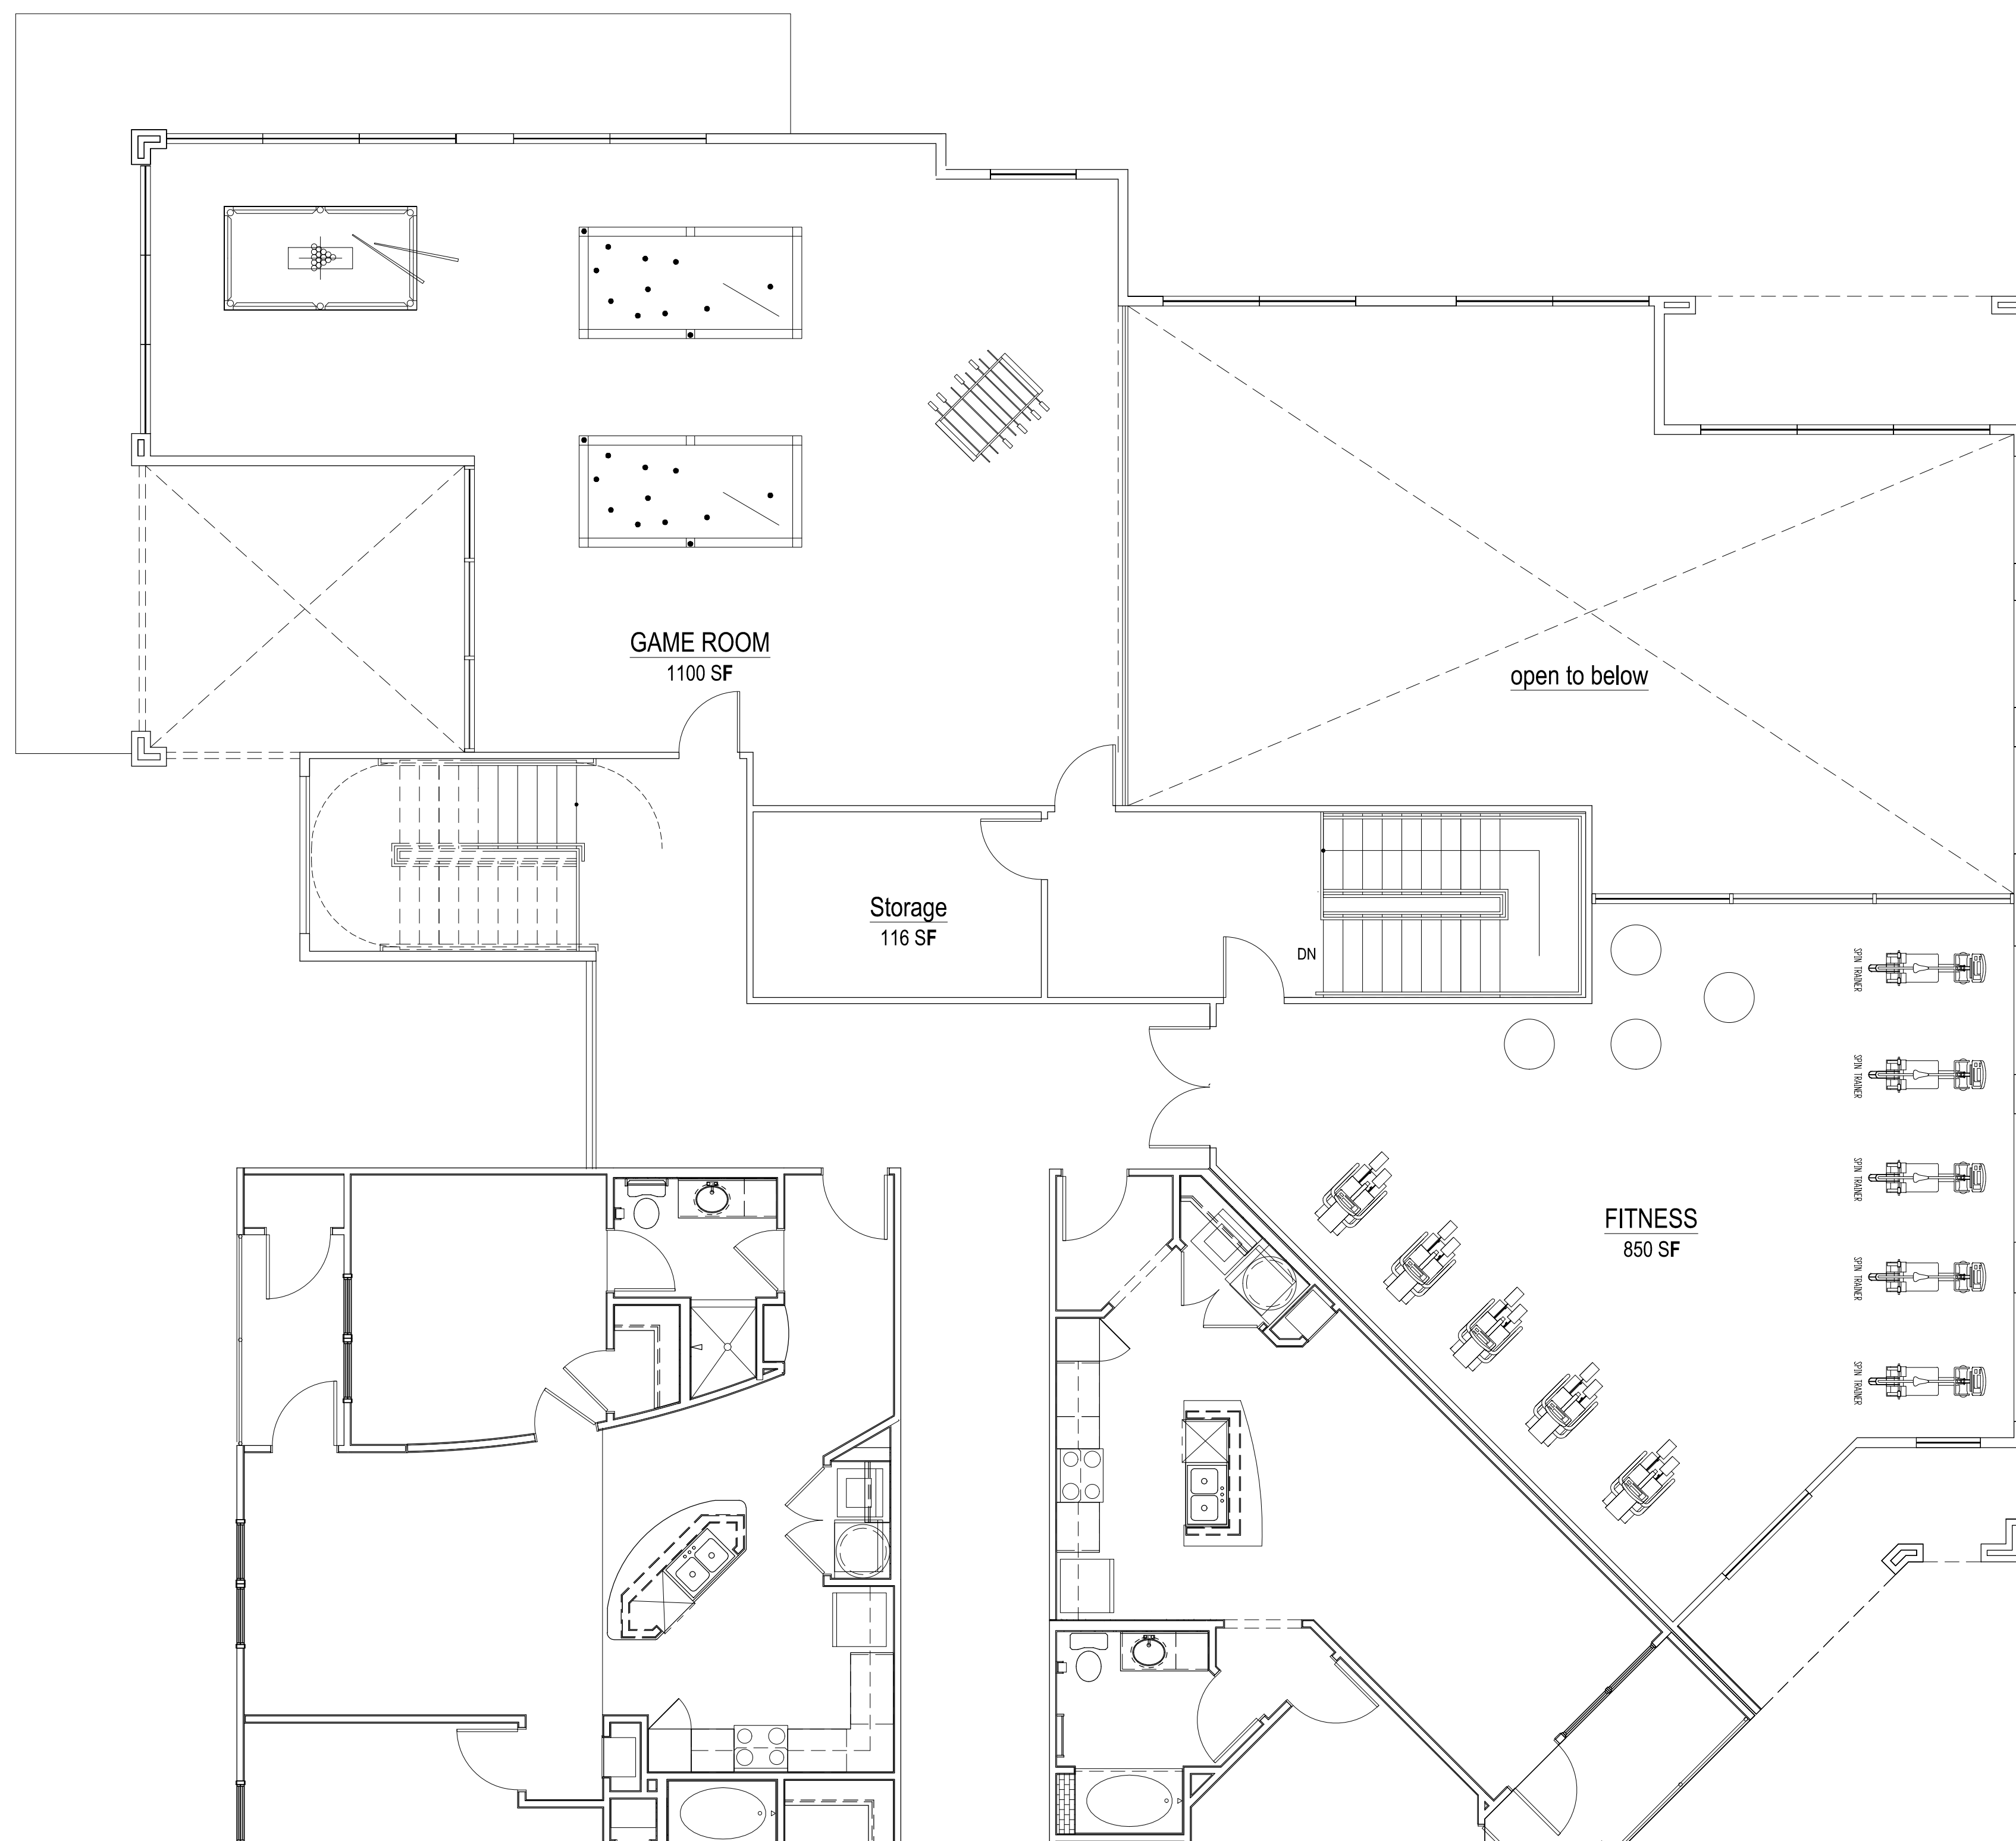 GAME ROOM
1100 SF
open to below
Storage
116 SF
DN
SPIN TRAINER
SPIN TRAINER
SPIN TRAINER
FITNESS
850 SF
SPIN TRAINER
SPIN TRAINER